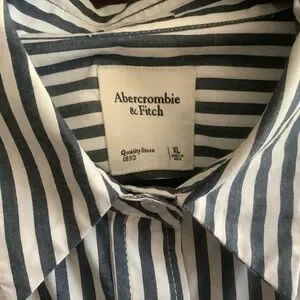 Abercrombie
& Fitch
Quality Since
1892
XL